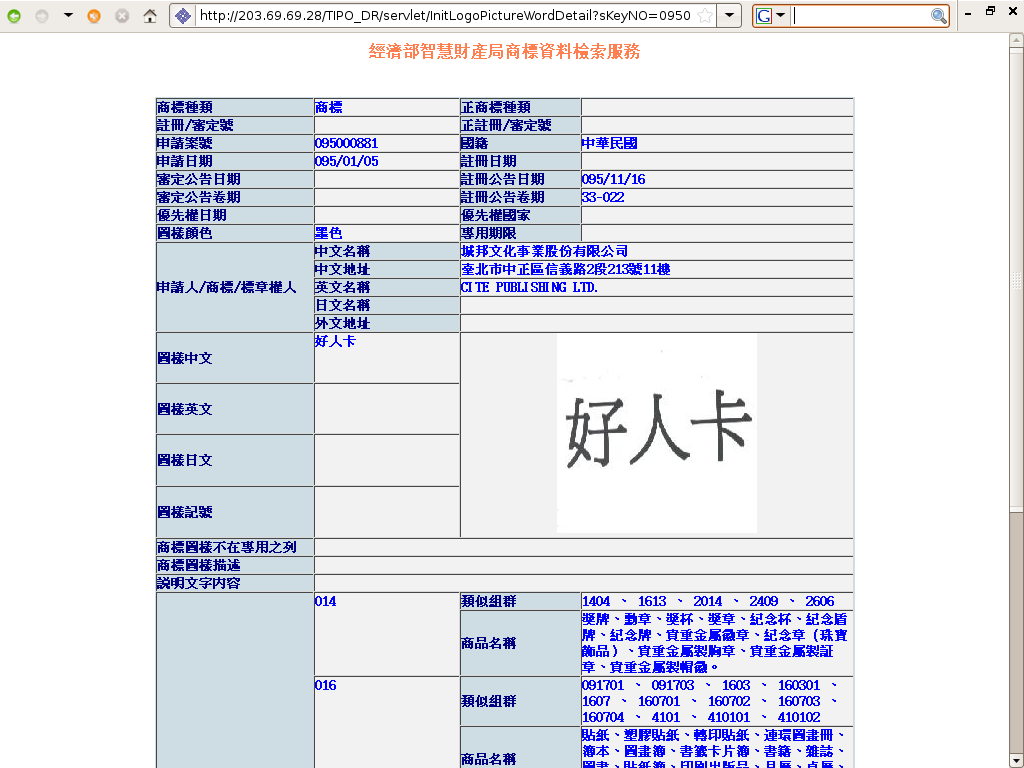 http://203.69.69.28/TIPO_DR/servlet/InitLogoPictureWordDetail?sKeyNO=0950
G
經濟部智慧財產局商標資料檢索服務
商標種類 商標 正商標種類
註冊/審定號 正註冊/審定號
申請案號 095000881 國籍 中華民國
申請日期 095/01/05 註冊日期
審定公告日期 註冊公告日期 095/11/16
審定公告卷期 註冊公告卷期 33-022
優先權日期 優先權國家
圖樣顏色 墨色 專用期限
申請人/商標/標章權人
中文名稱 城邦文化事業股份有限公司
中文地址 臺北市中正區信義路2段213號11樓
英文名稱 CITE PUBLISHING LTD.
日文名稱
外文地址
圖樣中文 好人卡
好人卡
圖樣英文
圖樣日文
圖樣記號
商標圖樣不在專用之列
商標圖樣描述
說明文字內容
014 類似組群 1404 、 1613 、 2014 、 2409 、 2606
商品名稱
獎牌、勳章、獎杯、獎章、紀念杯、紀念盾
牌、紀念牌、貴重金屬徽章、紀念章（珠寶
飾品）、貴重金屬製胸章、貴重金屬製証
章、貴重金屬製帽徽。
016 類似組群
091701 、 091703 、 1603 、 160301 、
1607 、 160701 、 160702 、 160703 、
160704 、 4101 、 410101 、 410102
商品名稱
貼紙、塑膠貼紙、轉印貼紙、連環圖畫冊、
簿本、圖畫簿、書籤卡片簿、書籍、雜誌、
圖書、貼紙簿、印刷出版品、月曆、桌曆、